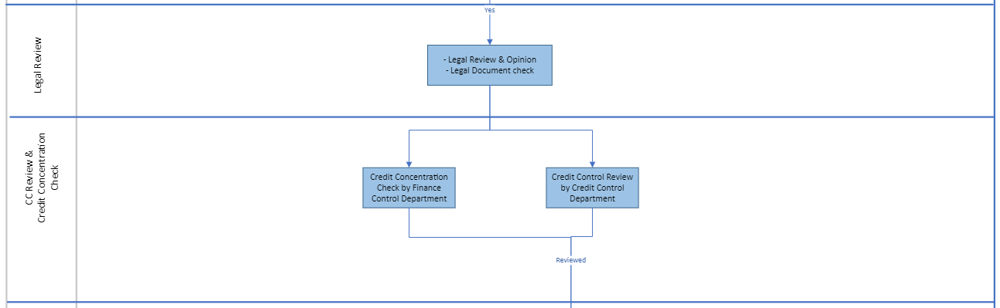 Yes
Legal Review
- Legal Review & Opinion
- Legal Document check
CC Review &
Credit Concentration
Check
Credit Concentration
Check by Finance
Control Department
Credit Control Review
by Credit Control
Department
Reviewed